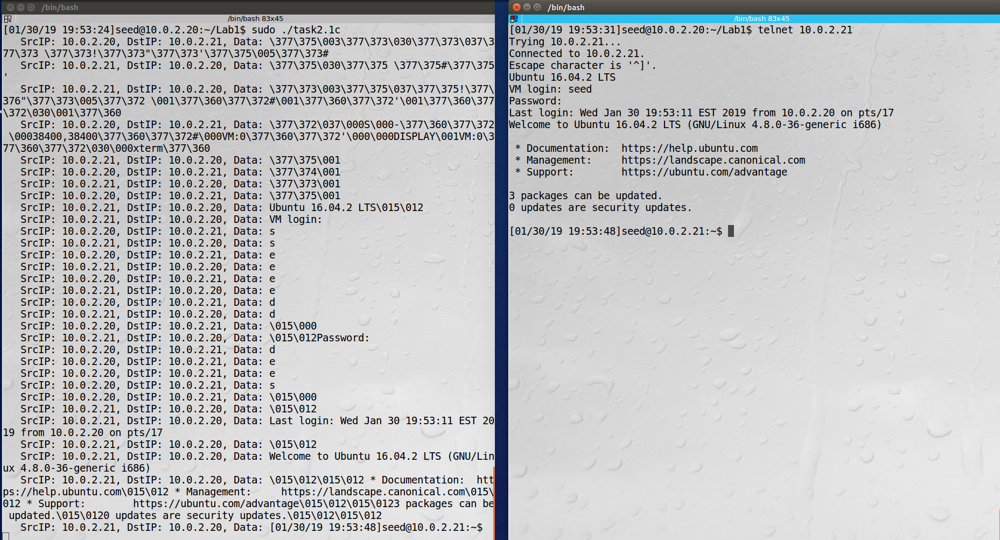 /bin/bash
/bin/bash 83x45
[01/30/19 19:53:24]seed@10.0.2.20:~/Lab1$ sudo ./task2.1c
   SrcIP: 10.0.2.20, DstIP: 10.0.2.21, Data: \377\375\003\377\373\030\377\373\037\3
77\373 \377\373!\377\373"\377\373'\377\375\005\377\373#
   SrcIP: 10.0.2.21, DstIP: 10.0.2.20, Data: \377\375\030\377\375 \377\375#\377\375
'
   SrcIP: 10.0.2.21, DstIP: 10.0.2.20, Data: \377\373\003\377\375\037\377\375!\377\
376"\377\373\005\377\372 \001\377\360\377\372#\001\377\360\377\372'\001\377\360\377
\372\030\001\377\360
   SrcIP: 10.0.2.20, DstIP: 10.0.2.21, Data: \377\372\037\000S\000-\377\360\377\372
 \00038400,38400\377\360\377\372#\000VM:0\377\360\377\372'\000\000DISPLAY\001VM:0\3
77\360\377\372\030\000xterm\377\360
   SrcIP: 10.0.2.21, DstIP: 10.0.2.20, Data: \377\375\001
   SrcIP: 10.0.2.20, DstIP: 10.0.2.21, Data: \377\374\001
   SrcIP: 10.0.2.21, DstIP: 10.0.2.20, Data: \377\373\001
   SrcIP: 10.0.2.20, DstIP: 10.0.2.21, Data: \377\375\001
   SrcIP: 10.0.2.21, DstIP: 10.0.2.20, Data: Ubuntu 16.04.2 LTS\015\012
   SrcIP: 10.0.2.21, DstIP: 10.0.2.20, Data: VM login:
   SrcIP: 10.0.2.20, DstIP: 10.0.2.21, Data: s
   SrcIP: 10.0.2.21, DstIP: 10.0.2.20, Data: s
   SrcIP: 10.0.2.20, DstIP: 10.0.2.21, Data: e
   SrcIP: 10.0.2.21, DstIP: 10.0.2.20, Data: e
   SrcIP: 10.0.2.20, DstIP: 10.0.2.21, Data: e
   SrcIP: 10.0.2.21, DstIP: 10.0.2.20, Data: e
   SrcIP: 10.0.2.20, DstIP: 10.0.2.21, Data: d
   SrcIP: 10.0.2.21, DstIP: 10.0.2.20, Data: d
   SrcIP: 10.0.2.20, DstIP: 10.0.2.21, Data: \015\000
   SrcIP: 10.0.2.21, DstIP: 10.0.2.20, Data: \015\012Password:
   SrcIP: 10.0.2.20, DstIP: 10.0.2.21, Data: d
   SrcIP: 10.0.2.20, DstIP: 10.0.2.21, Data: e
   SrcIP: 10.0.2.20, DstIP: 10.0.2.21, Data: e
   SrcIP: 10.0.2.20, DstIP: 10.0.2.21, Data: s
   SrcIP: 10.0.2.20, DstIP: 10.0.2.21, Data: \015\000
   SrcIP: 10.0.2.21, DstIP: 10.0.2.20, Data: \015\012
   SrcIP: 10.0.2.21, DstIP: 10.0.2.20, Data: Last login: Wed Jan 30 19:53:11 EST 20
19 from 10.0.2.20 on pts/17
   SrcIP: 10.0.2.21, DstIP: 10.0.2.20, Data: \015\012
   SrcIP: 10.0.2.21, DstIP: 10.0.2.20, Data: Welcome to Ubuntu 16.04.2 LTS (GNU/Lin
ux 4.8.0-36-generic i686)
   SrcIP: 10.0.2.21, DstIP: 10.0.2.20, Data: \015\012\015\012 * Documentation:  htt
ps://help.ubuntu.com\015\012 * Management:     https://landscape.canonical.com\015\
012 * Support:        https://ubuntu.com/advantage\015\012\015\0123 packages can be
 updated.\015\0120 updates are security updates.\015\012\015\012
   SrcIP: 10.0.2.21, DstIP: 10.0.2.20, Data: [01/30/19 19:53:48]seed@10.0.2.21:~$
/bin/bash
/bin/bash 83x45
[01/30/19 19:53:31]seed@10.0.2.20:~/Lab1$ telnet 10.0.2.21
Trying 10.0.2.21...
Connected to 10.0.2.21.
Escape character is '^]'.
Ubuntu 16.04.2 LTS
VM login: seed
Password:
Last login: Wed Jan 30 19:53:11 EST 2019 from 10.0.2.20 on pts/17
Welcome to Ubuntu 16.04.2 LTS (GNU/Linux 4.8.0-36-generic i686)
 * Documentation:  https://help.ubuntu.com
 * Management:     https://landscape.canonical.com
 * Support:        https://ubuntu.com/advantage
3 packages can be updated.
0 updates are security updates.
[01/30/19 19:53:48]seed@10.0.2.21:~$